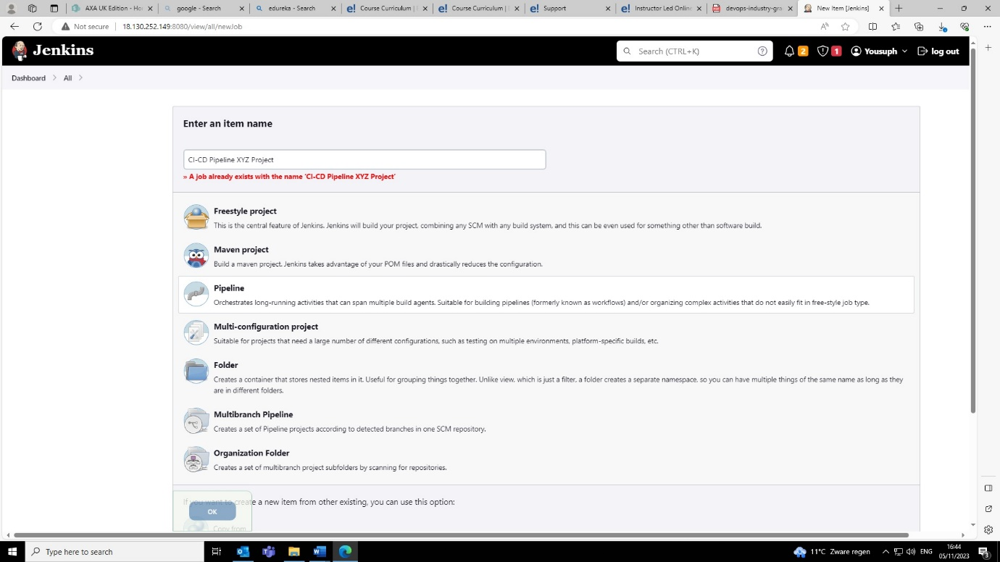 AXA UK Edition - Ho
google - Search
edureka - Search
Course Curriculum | E
Course Curriculum |
Support
Instructor Led Online
devops-industry-gra
New Item [Jenkins]
Not secure
18.130.252.149:8080/view/all/newJob
Jenkins
Search (CTRL+K)
2
1
Yousuph
log out
Dashboard
All
Enter an item name
CI-CD Pipeline XYZ Project
» A job already exists with the name 'CI-CD Pipeline XYZ Project'
Freestyle project
This is the central feature of Jenkins. Jenkins will build your project, combining any SCM with any build system, and this can be even used for something other than software build.
Maven project
Build a maven project. Jenkins takes advantage of your POM files and drastically reduces the configuration.
Pipeline
Orchestrates long-running activities that can span multiple build agents. Suitable for building pipelines (formerly known as workflows) and/or organizing complex activities that do not easily fit in free-style job type.
Multi-configuration project
Suitable for projects that need a large number of different configurations, such as testing on multiple environments, platform-specific builds, etc.
Folder
Creates a container that stores nested items in it. Useful for grouping things together. Unlike view, which is just a filter, a folder creates a separate namespace, so you can have multiple things of the same name as long as they
are in different folders.
Multibranch Pipeline
Creates a set of Pipeline projects according to detected branches in one SCM repository.
Organization Folder
Creates a set of multibranch project subfolders by scanning for repositories.
If you want to create a new item from other existing, you can use this option:
OK
Copy from
Type here to search
11°C Zware regen
ENG
16:44
05/11/2023
3